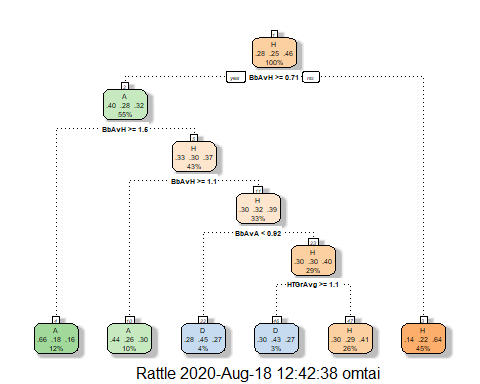 H
.28 .25 .46
100%
yes BbAvH >= 0.71 no
A
.40 .28 .32
55%
BbAvH >= 1.5
H
.33 .30 .37
43%
BbAvH >= 1.1
H
.30 .32 .39
33%
BbAvA < 0.92
H
.30 .30 .40
29%
HTGrAvg >= 1.1
A A D D H H
.66 .18 .16 .44 .26 .30 .28 .45 .27 .30 .43 .27 .30 .29 .41 .14 .22 .64
12% 10% 4% 3% 26% 45%
Rattle 2020-Aug-18 12:42:38 omtai